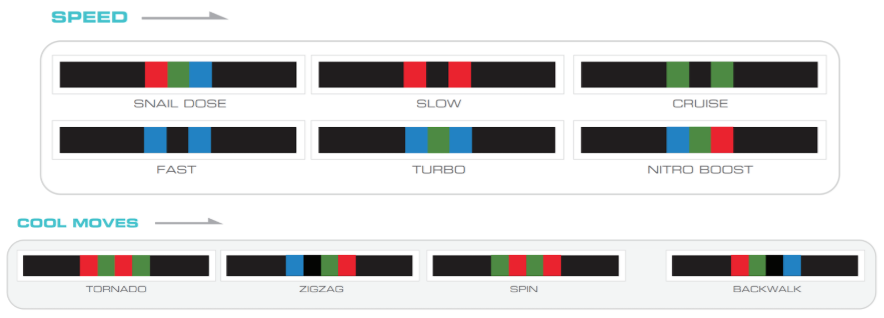 SPEED
SNAIL DOSE SLOW CRUISE
FAST TURBO NITRO BOOST
COOL MOVES
TORNADO ZIGZAG SPIN BACKWALK